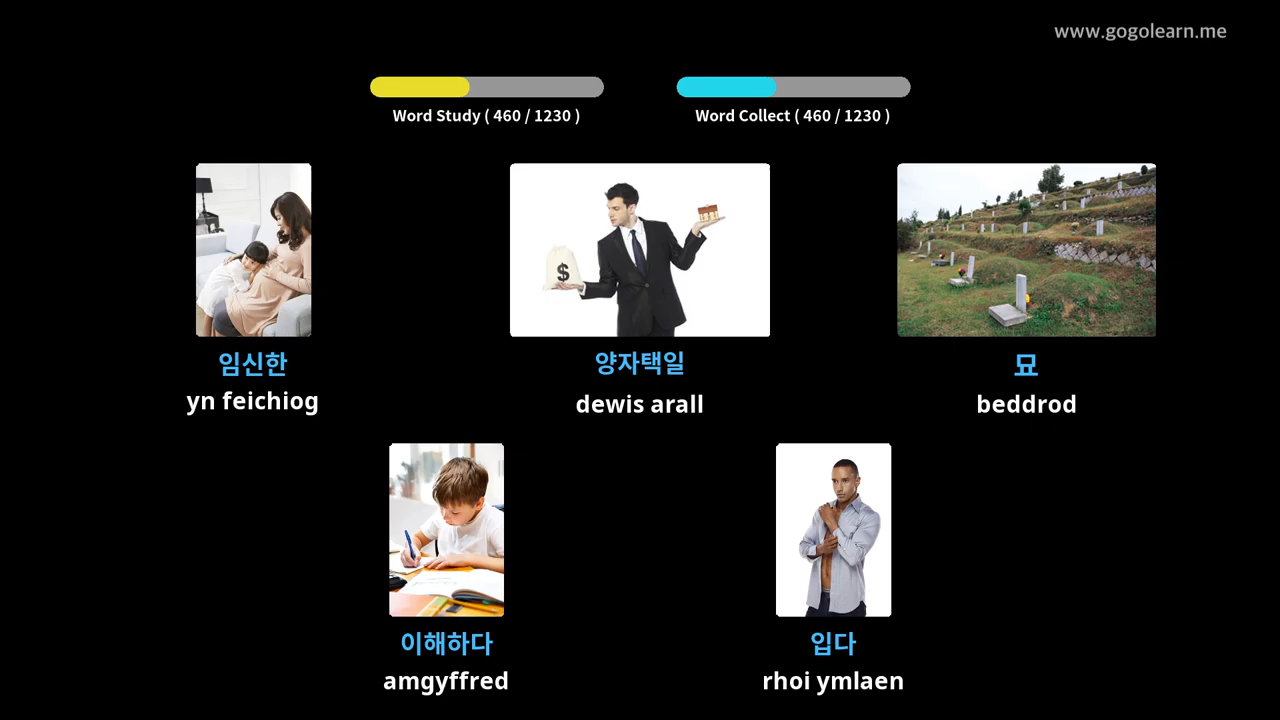 www.gogolearn.me
Word Study ( 460 / 1230 )
Word Collect ( 460 / 1230 )
임신한
yn feichiog
양자택일
dewis arall
묘
beddrod
이해하다
amgyffred
입다
rhoi ymlaen
$